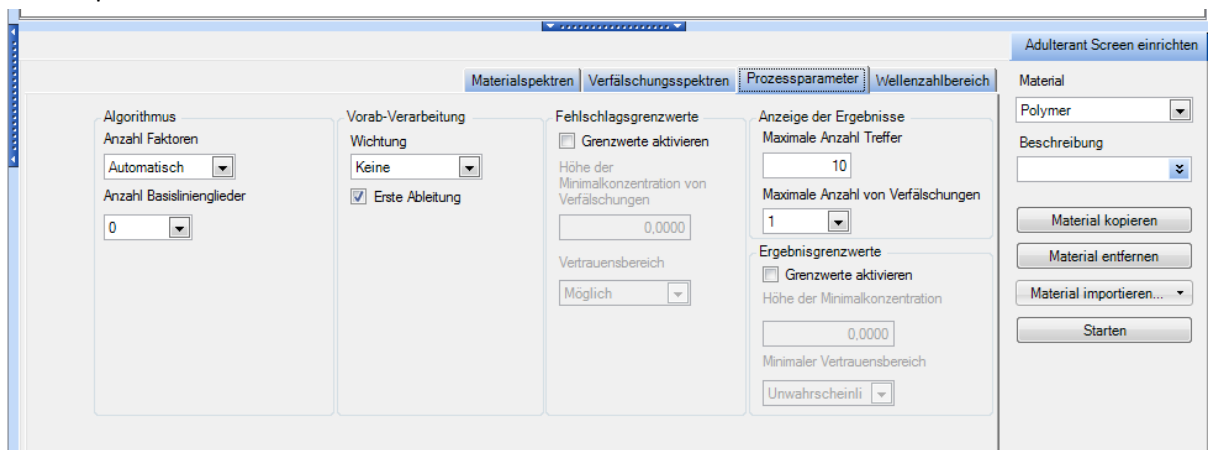 Adulterant Screen einrichten
Materialspektren
Verfälschungsspektren
Prozessparameter
Wellenzahlbereich
Algorithmus
Anzahl Faktoren
Automatisch
Anzahl Basislinienglieder
0
Vorab-Verarbeitung
Wichtung
Keine
Erste Ableitung
Fehlschlagsgrenzwerte
Grenzwerte aktivieren
Höhe der
Minimalkonzentration von
Verfälschungen
0,0000
Vertrauensbereich
Möglich
Anzeige der Ergebnisse
Maximale Anzahl Treffer
10
Maximale Anzahl von Verfälschungen
1
Ergebnisgrenzwerte
Grenzwerte aktivieren
Höhe der Minimalkonzentration
0,0000
Minimaler Vertrauensbereich
Unwahrscheinli
Material
Polymer
Beschreibung
Material kopieren
Material entfernen
Material importieren...
Starten